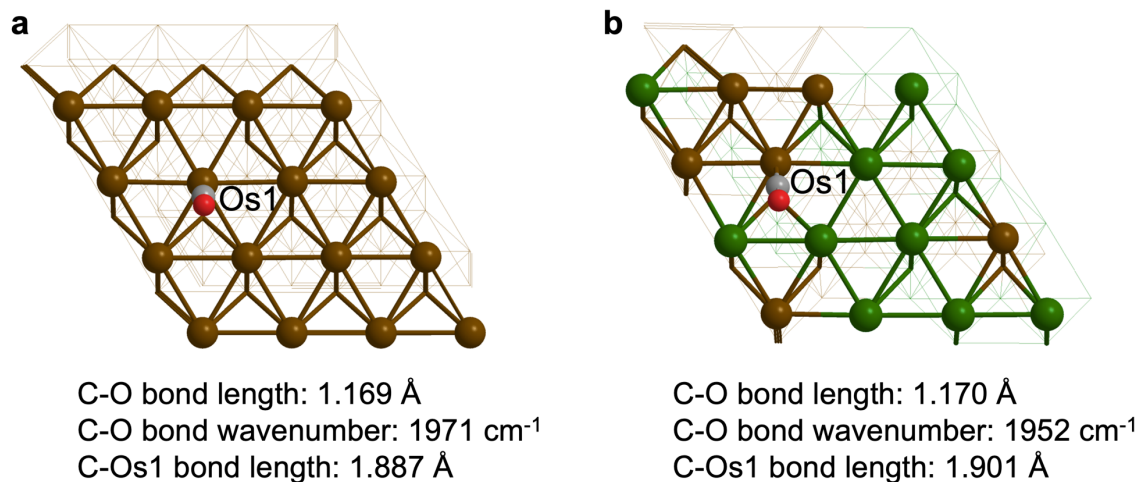 a
b
Os1
Os1
C-O bond length: 1.169 Å
C-O bond wavenumber: 1971 cm⁻¹
C-Os1 bond length: 1.887 Å
C-O bond length: 1.170 Å
C-O bond wavenumber: 1952 cm⁻¹
C-Os1 bond length: 1.901 Å